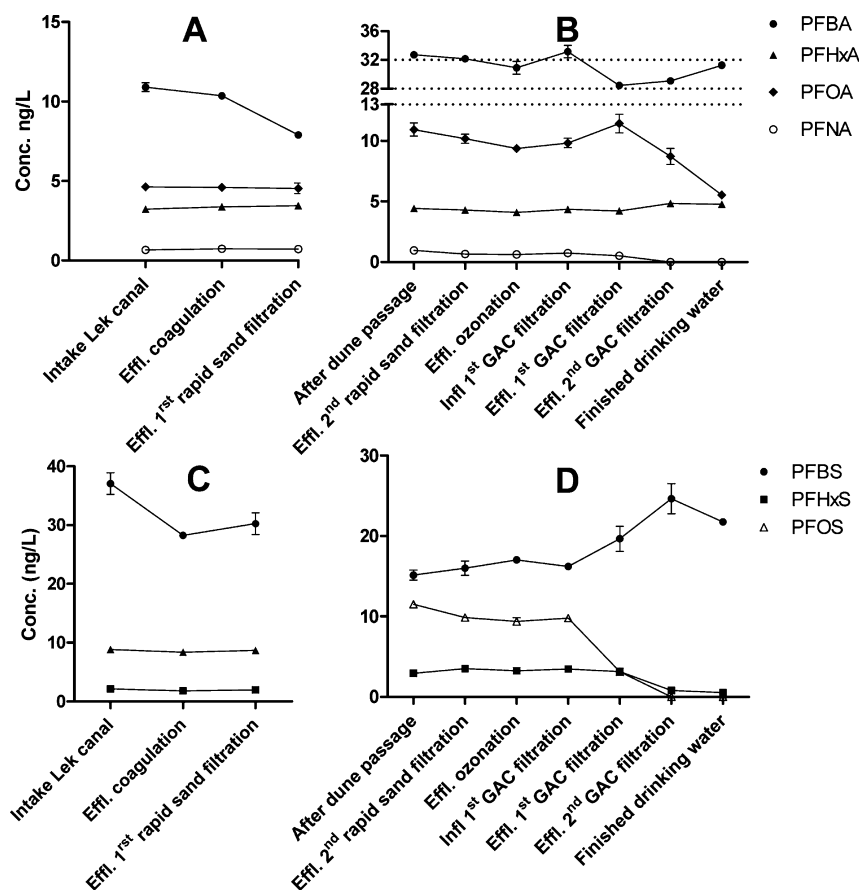 A
B
PFBA
PFHxA
PFOA
PFNA
Conc. ng/L
15
10
5
0
36
32
28
13
10
5
0
Intake Lek canal
Effl. coagulation
Effl. 1rst rapid sand filtration
After dune passage
Effl. 2nd rapid sand filtration
Effl. ozonation
Infl 1st GAC filtration
Effl. 1st GAC filtration
Effl. 2nd GAC filtration
Finished drinking water
C
D
PFBS
PFHxS
PFOS
Conc. (ng/L)
40
30
20
10
0
30
20
10
0
Intake Lek canal
Effl. coagulation
Effl. 1rst rapid sand filtration
After dune passage
Effl. 2nd rapid sand filtration
Effl. ozonation
Infl 1st GAC filtration
Effl. 1st GAC filtration
Effl. 2nd GAC filtration
Finished drinking water